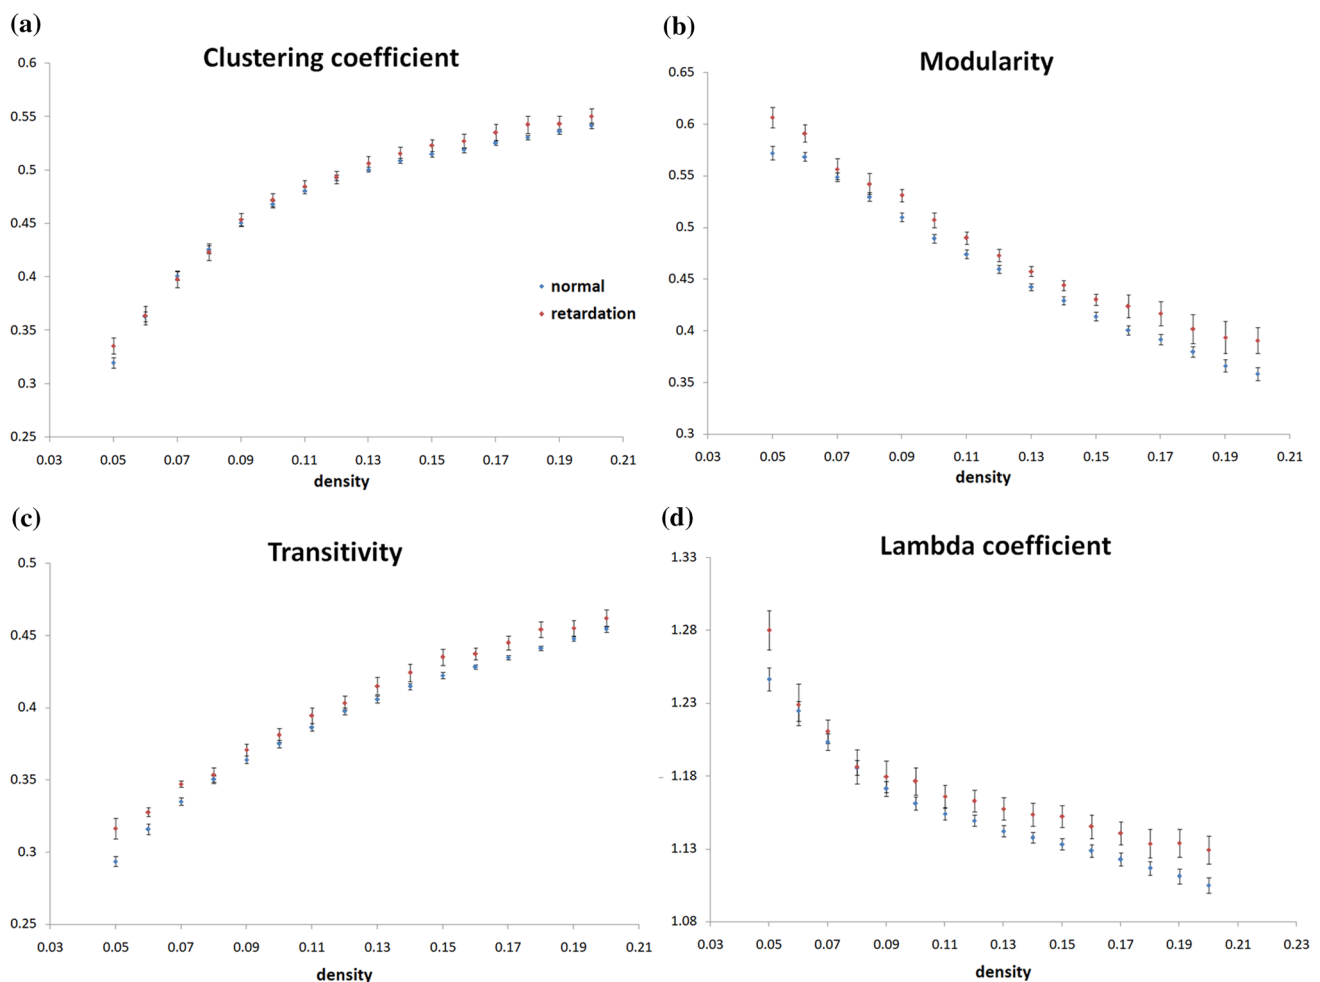 (a)
Clustering coefficient
0.6
0.55
0.5
0.45
0.4
0.35
0.3
0.25
0.03 0.05 0.07 0.09 0.11 0.13 0.15 0.17 0.19 0.21
density
normal
retardation
(b)
Modularity
0.65
0.6
0.55
0.5
0.45
0.4
0.35
0.3
0.03 0.05 0.07 0.09 0.11 0.13 0.15 0.17 0.19 0.21
density
(c)
Transitivity
0.5
0.45
0.4
0.35
0.3
0.25
0.03 0.05 0.07 0.09 0.11 0.13 0.15 0.17 0.19 0.21
density
(d)
Lambda coefficient
1.33
1.28
1.23
1.18
1.13
1.08
0.03 0.05 0.07 0.09 0.11 0.13 0.15 0.17 0.19 0.21 0.23
density